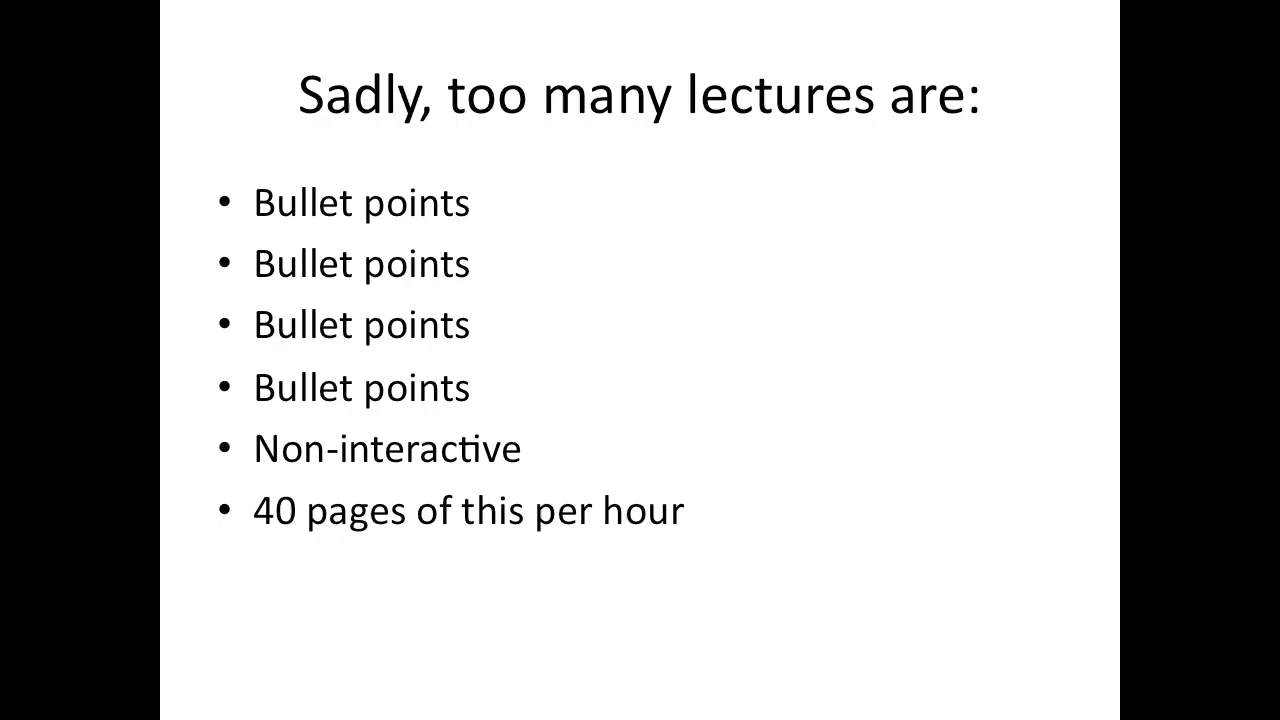 Sadly, too many lectures are:
• Bullet points
• Bullet points
• Bullet points
• Bullet points
• Non-interactive
• 40 pages of this per hour